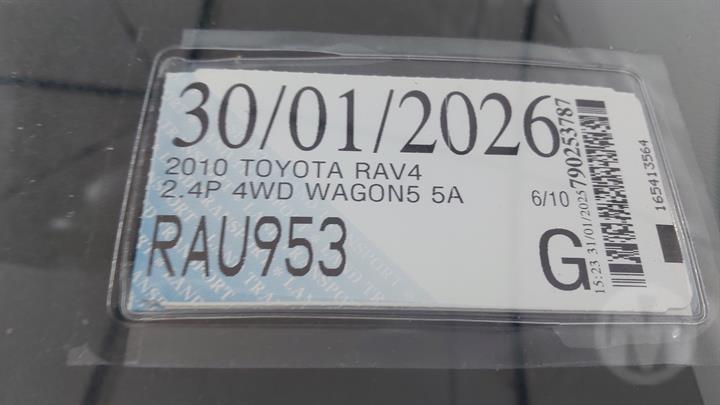 30/01/2026
2010 TOYOTA RAV4
2.4P 4WD WAGON5 5A
6/10
RAU953
G
15:23 31/01/2025
790253787
165413564